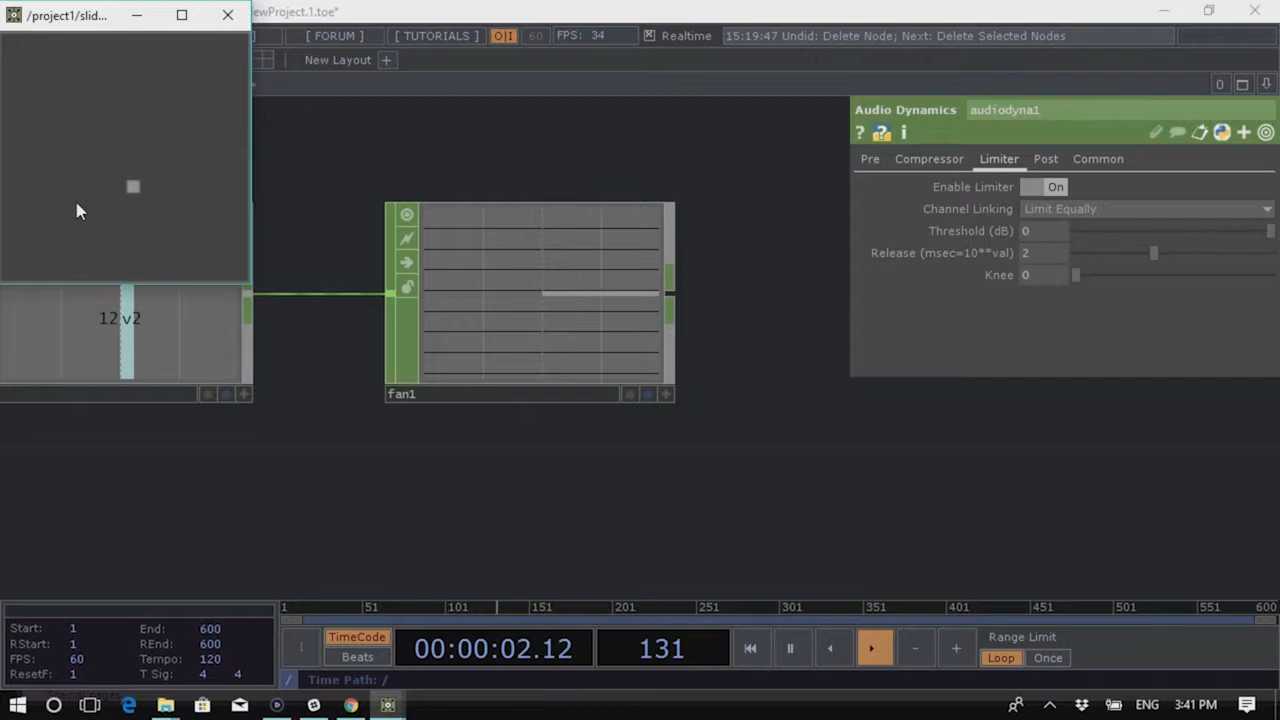 /project1/slid...
ewProject.1.toe*
[ FORUM ]
[ TUTORIALS ]
O|I
60
FPS: 34
Realtime
15:19:47 Undid: Delete Node; Next: Delete Selected Nodes
New Layout +
0
Audio Dynamics
audiodyna1
? ? i
Pre
Compressor
Limiter
Post
Common
Enable Limiter
On
Channel Linking
Limit Equally
Threshold (dB)
0
Release (msec=10**val)
2
Knee
0
12 v2
fan1
1
51
101
151
201
251
301
351
401
451
501
551
600
Start: 1
End: 600
RStart: 1
REnd: 600
FPS: 60
Tempo: 120
ResetF: 1
T Sig: 4 4
TimeCode
Beats
00:00:02.12
131
Range Limit
Loop
Once
/ Time Path: /
ENG
3:41 PM